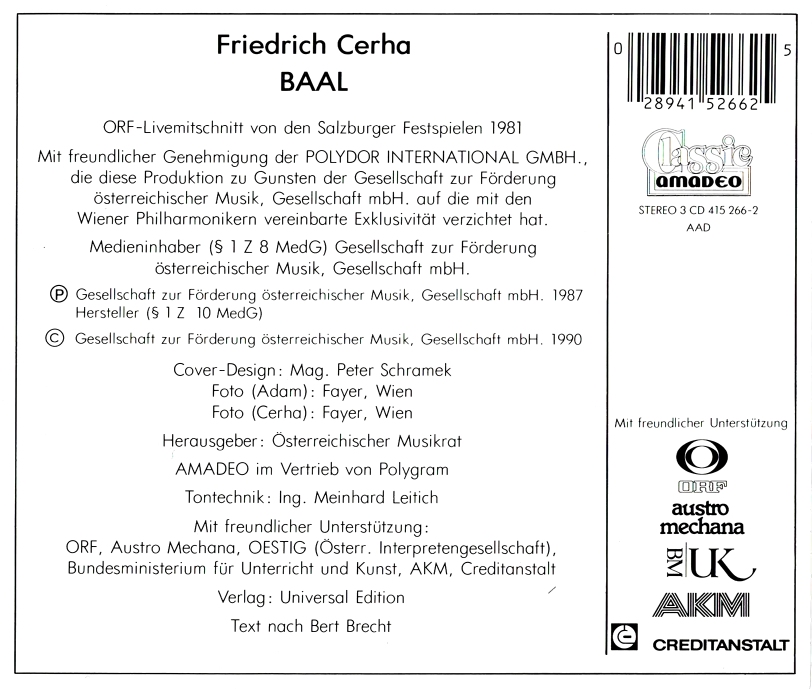 Friedrich Cerha
BAAL
ORF-Livemitschnitt von den Salzburger Festspielen 1981
Mit freundlicher Genehmigung der POLYDOR INTERNATIONAL GMBH.,
die diese Produktion zu Gunsten der Gesellschaft zur Förderung
österreichischer Musik, Gesellschaft mbH. auf die mit den
Wiener Philharmonikern vereinbarte Exklusivität verzichtet hat.
Medieninhaber (§ 1 Z 8 MedG) Gesellschaft zur Förderung
österreichischer Musik, Gesellschaft mbH.
Ⓟ Gesellschaft zur Förderung österreichischer Musik, Gesellschaft mbH. 1987
Hersteller (§ 1 Z 10 MedG)
© Gesellschaft zur Förderung österreichischer Musik, Gesellschaft mbH. 1990
Cover-Design: Mag. Peter Schramek
Foto (Adam): Fayer, Wien
Foto (Cerha): Fayer, Wien
Herausgeber: Österreichischer Musikrat
AMADEO im Vertrieb von Polygram
Tontechnik: Ing. Meinhard Leitich
Mit freundlicher Unterstützung:
ORF, Austro Mechana, OESTIG (Österr. Interpretengesellschaft),
Bundesministerium für Unterricht und Kunst, AKM, Creditanstalt
Verlag: Universal Edition
Text nach Bert Brecht
0 28941 52662 5
Classic
AMADEO
STEREO 3 CD 415 266-2
AAD
Mit freundlicher Unterstützung
ORF
austro
mechana
BM UK
AKM
CREDITANSTALT